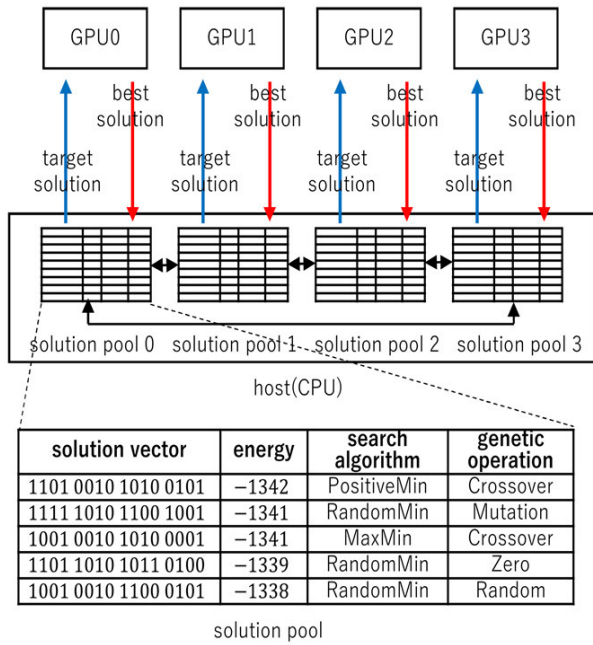 GPU0 GPU1 GPU2 GPU3
best best best best
solution solution solution solution
target target target target
solution solution solution solution
solution pool 0 solution pool 1 solution pool 2 solution pool 3
host(CPU)
solution vector energy search algorithm genetic operation
1101 0010 1010 0101 −1342 PositiveMin Crossover
1111 1010 1100 1001 −1341 RandomMin Mutation
1001 0010 1010 0001 −1341 MaxMin Crossover
1101 1010 1011 0100 −1339 RandomMin Zero
1001 0010 1100 0101 −1338 RandomMin Random
solution pool